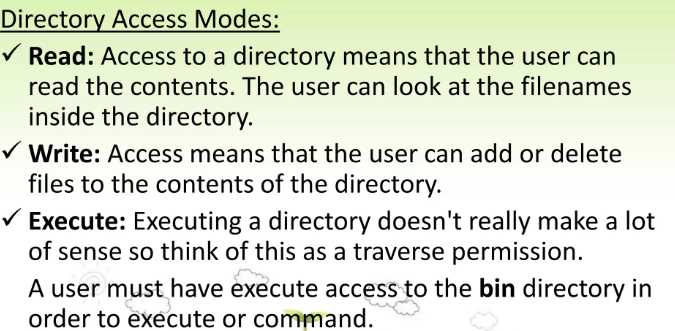 Directory Access Modes:
✓ Read: Access to a directory means that the user can
read the contents. The user can look at the filenames
inside the directory.
✓ Write: Access means that the user can add or delete
files to the contents of the directory.
✓ Execute: Executing a directory doesn't really make a lot
of sense so think of this as a traverse permission.
A user must have execute access to the bin directory in
order to execute or command.